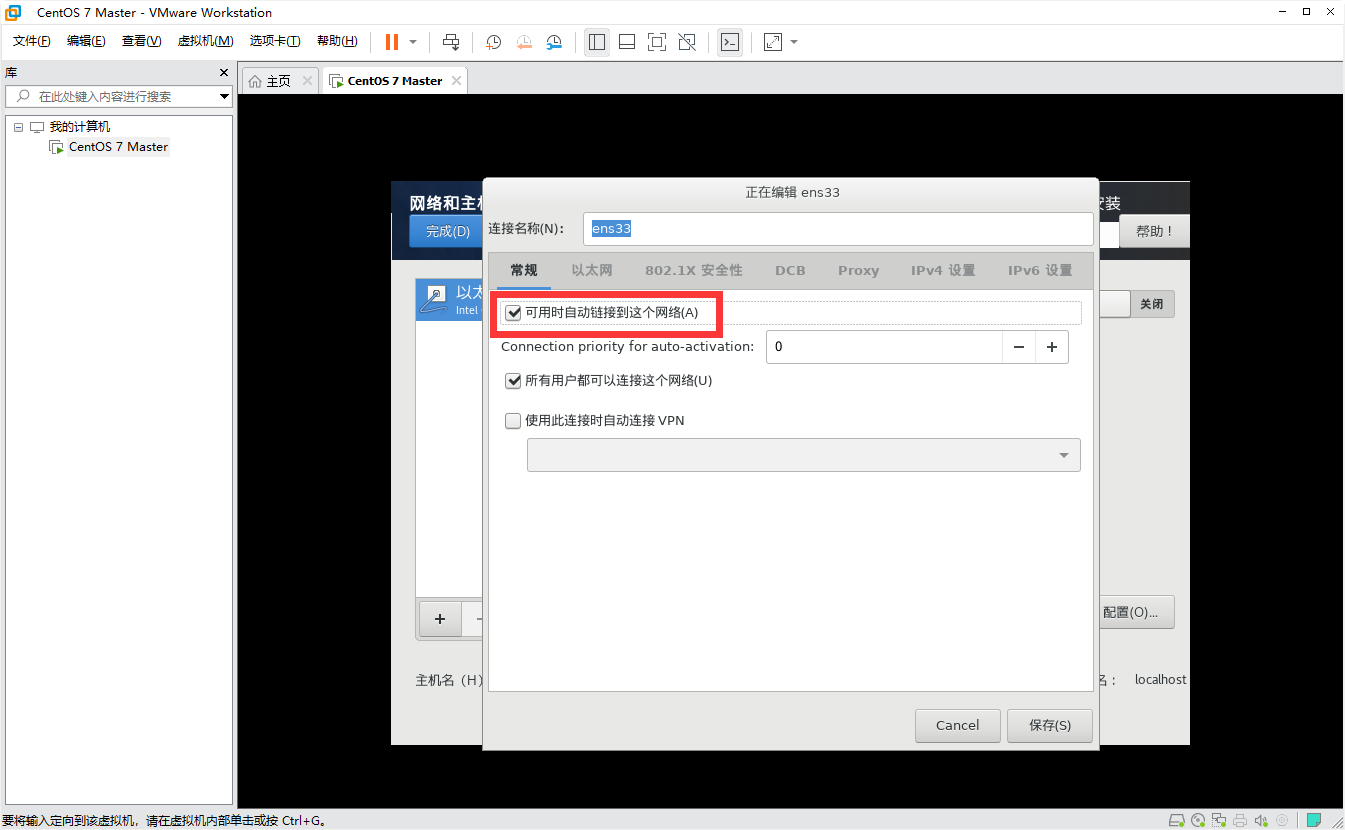 CentOS 7 Master - VMware Workstation
文件(F) 编辑(E) 查看(V) 虚拟机(M) 选项卡(T) 帮助(H)
库
在此处键入内容进行搜索
我的计算机
CentOS 7 Master
主页
CentOS 7 Master
网络和主机
安装
完成(D)
帮助！
以太
Intel
关闭
配置(O)...
主机名（H）
名： localhost
正在编辑 ens33
连接名称(N)： ens33
常规 以太网 802.1X 安全性 DCB Proxy IPv4 设置 IPv6 设置
可用时自动链接到这个网络(A)
Connection priority for auto-activation: 0
所有用户都可以连接这个网络(U)
使用此连接时自动连接 VPN
Cancel 保存(S)
要将输入定向到该虚拟机，请在虚拟机内部单击或按 Ctrl+G。